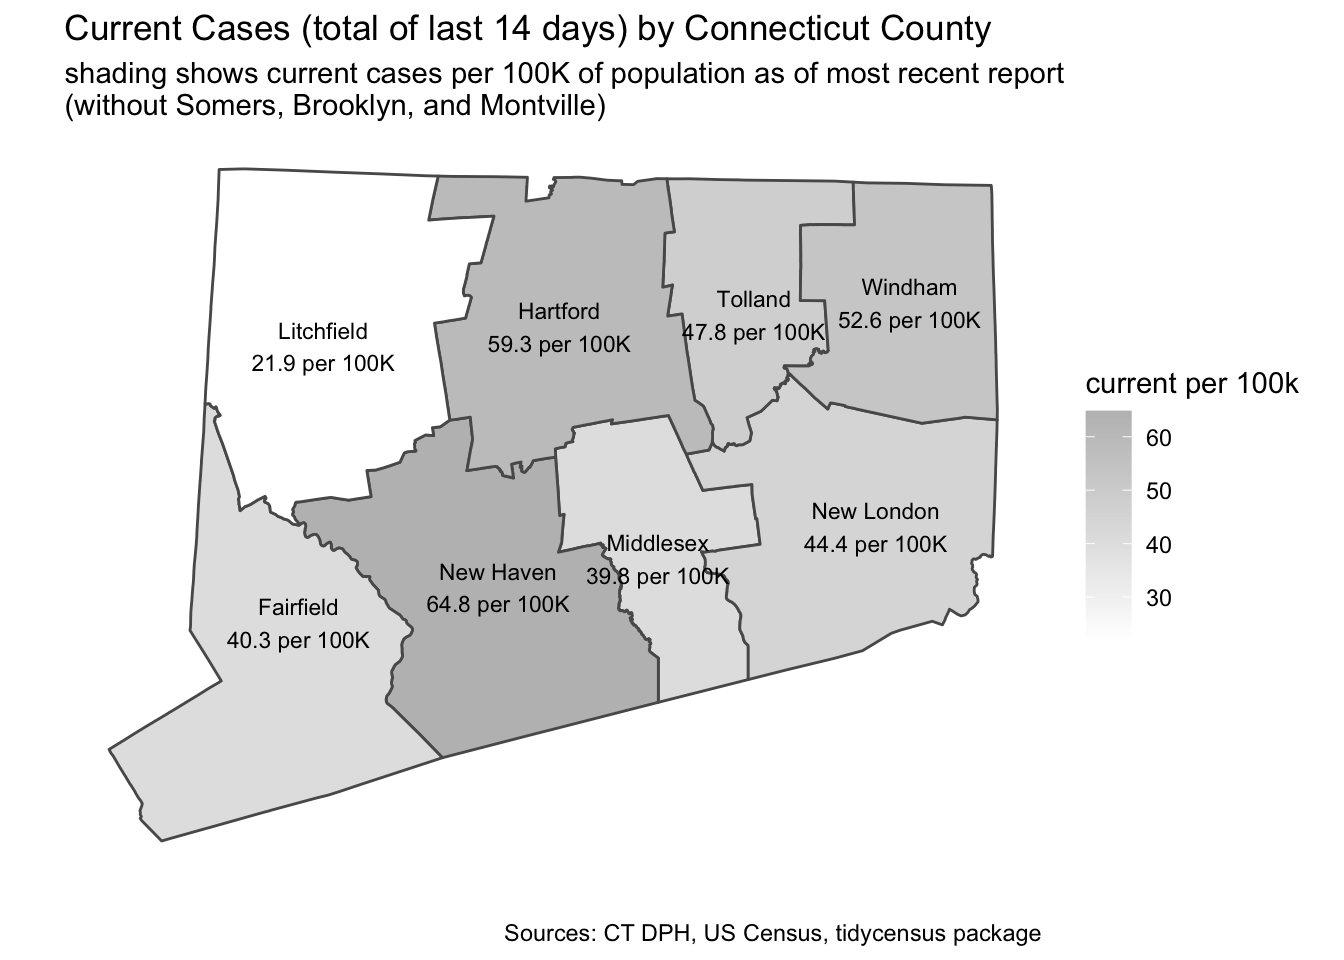 Current Cases (total of last 14 days) by Connecticut County
shading shows current cases per 100K of population as of most recent report
(without Somers, Brooklyn, and Montville)
Litchfield
21.9 per 100K
Hartford
59.3 per 100K
Tolland
47.8 per 100K
Windham
52.6 per 100K
New London
44.4 per 100K
Middlesex
39.8 per 100K
New Haven
64.8 per 100K
Fairfield
40.3 per 100K
current per 100k
60
50
40
30
Sources: CT DPH, US Census, tidycensus package